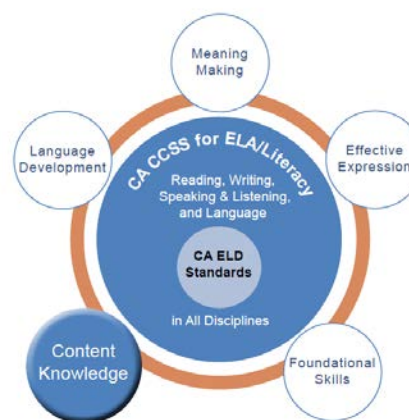 Meaning
Making
Language
Development
Effective
Expression
CA CCSS for ELA/Literacy
Reading, Writing,
Speaking & Listening,
and Language
CA ELD
Standards
in All Disciplines
Content
Knowledge
Foundational
Skills